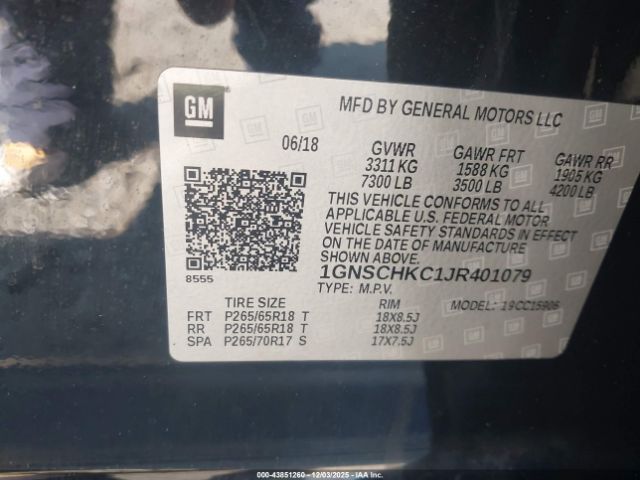 GM
MFD BY GENERAL MOTORS LLC
06/18
GVWR GAWR FRT GAWR RR
3311 KG 1588 KG 1905 KG
7300 LB 3500 LB 4200 LB
THIS VEHICLE CONFORMS TO ALL
APPLICABLE U.S. FEDERAL MOTOR
VEHICLE SAFETY STANDARDS IN EFFECT
ON THE DATE OF MANUFACTURE
SHOWN ABOVE.
8555
1GNSCHKC1JR401079
TYPE: M.P.V. MODEL: 19CC15906
TIRE SIZE RIM
FRT P265/65R18 T 18X8.5J
RR P265/65R18 T 18X8.5J
SPA P265/70R17 S 17X7.5J
000-43851260 - 12/03/2025 - IAA